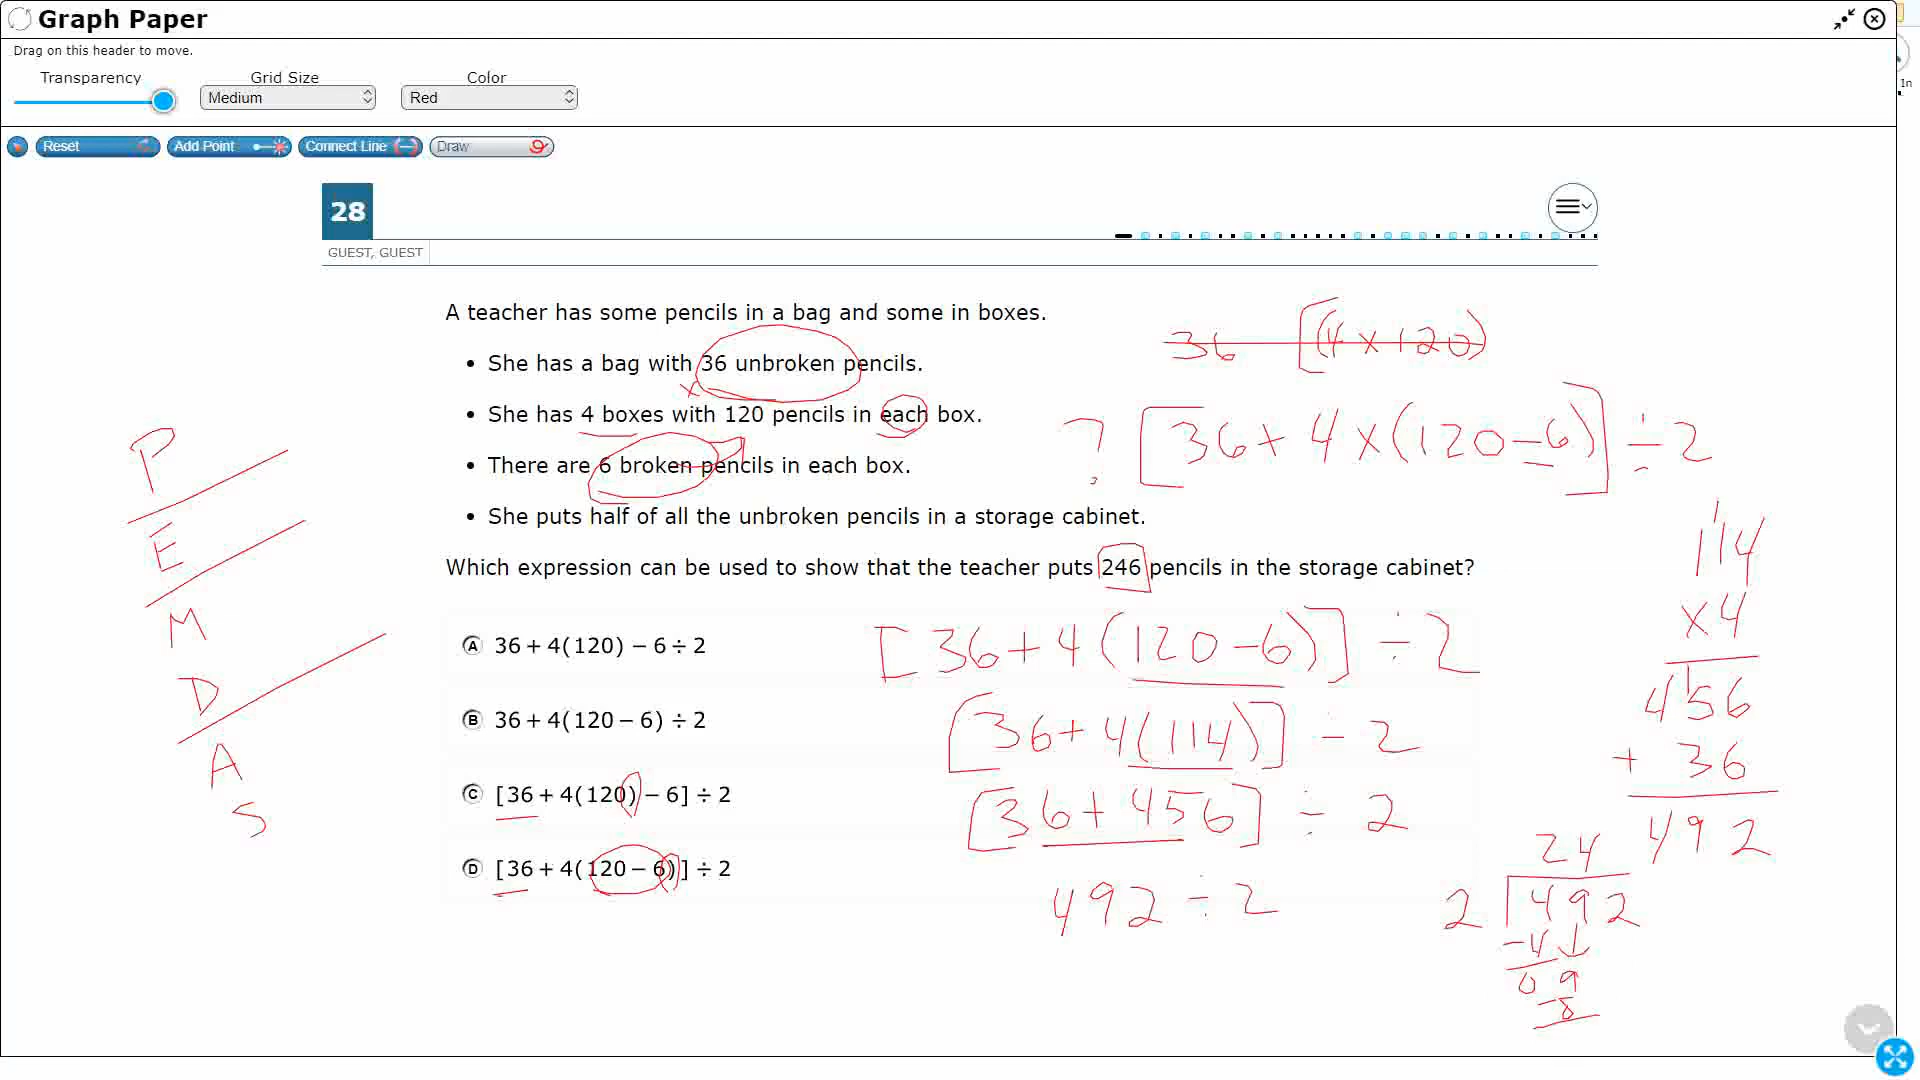 Graph Paper
Drag on this header to move.
Transparency Grid Size Color
Medium Red
Reset Add Point Connect Line Draw
In
28
GUEST, GUEST
A teacher has some pencils in a bag and some in boxes.
• She has a bag with 36 unbroken pencils.
• She has 4 boxes with 120 pencils in each box.
• There are 6 broken pencils in each box.
• She puts half of all the unbroken pencils in a storage cabinet.
Which expression can be used to show that the teacher puts 246 pencils in the storage cabinet?
A 36 + 4(120) − 6 ÷ 2
B 36 + 4(120 − 6) ÷ 2
C [36 + 4(120) − 6] ÷ 2
D [36 + 4(120 − 6)] ÷ 2
P
E
M
D
A
S
36 [(4 x 120)
? [36 + 4 x (120 − 6)] ÷ 2
[36 + 4(120 − 6)] ÷ 2
[36 + 4(114)] ÷ 2
[36 + 456] ÷ 2
492 ÷ 2
1
114
x4
456
+ 36
492
24
2 492
−4
09
−8